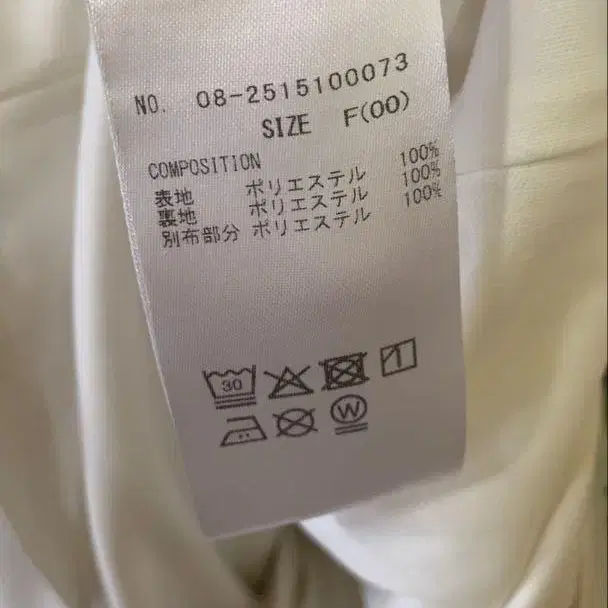 NO. 08-2515100073
SIZE F(00)
COMPOSITION
表地 ポリエステル 100%
裏地 ポリエステル 100%
別布部分 ポリエステル 100%
30
W